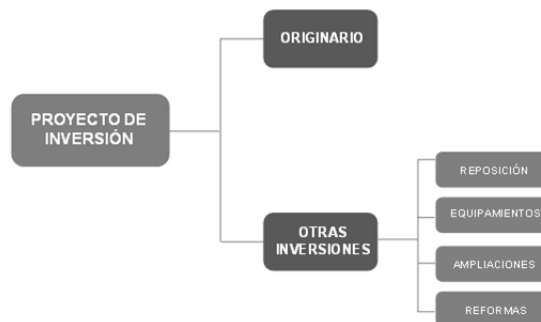 ORIGINARIO
PROYECTO DE
INVERSIÓN
OTRAS
INVERSIONES
REPOSICIÓN
EQUIPAMIENTOS
AMPLIACIONES
REFORMAS